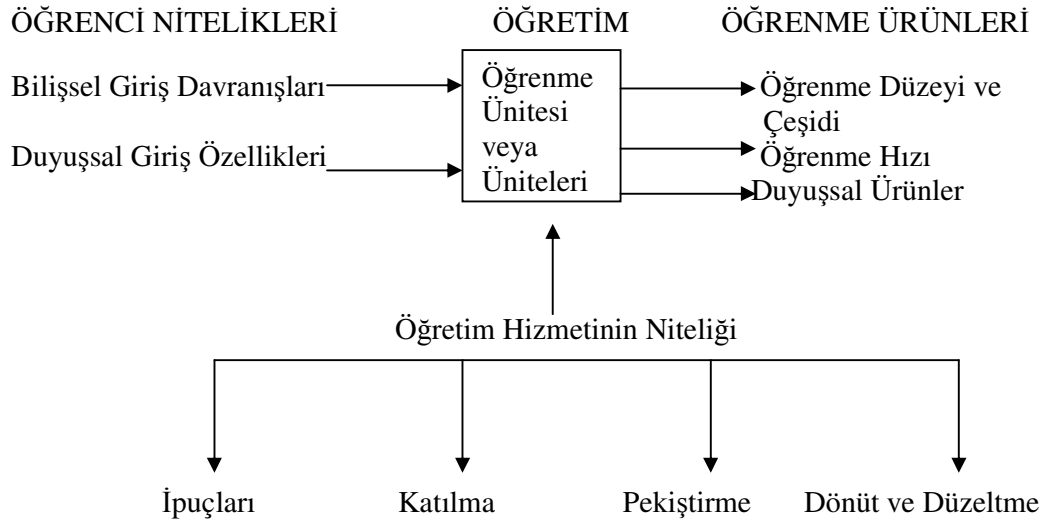 ÖĞRENCİ NİTELİKLERİ ÖĞRETİM ÖĞRENME ÜRÜNLERİ
Bilişsel Giriş Davranışları
Duyuşsal Giriş Özellikleri
Öğrenme
Ünitesi
veya
Üniteleri
Öğrenme Düzeyi ve
Çeşidi
Öğrenme Hızı
Duyuşsal Ürünler
Öğretim Hizmetinin Niteliği
İpuçları Katılma Pekiştirme Dönüt ve Düzeltme